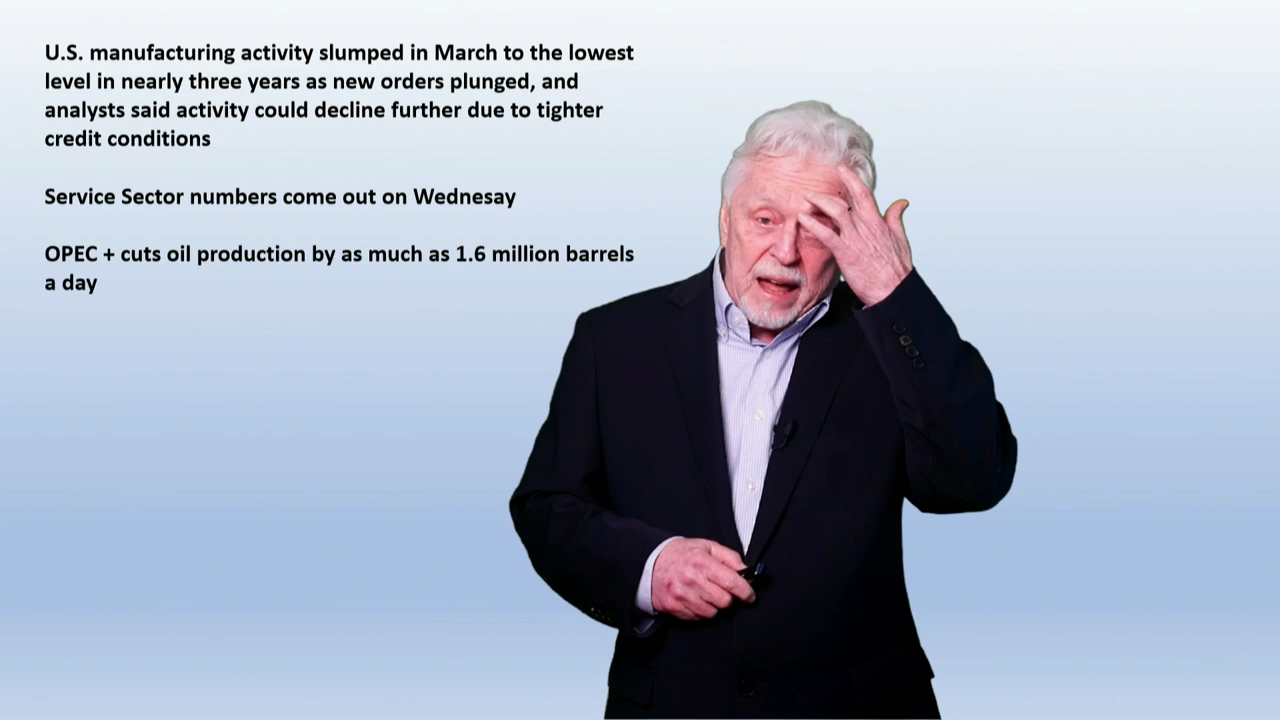 U.S. manufacturing activity slumped in March to the lowest
level in nearly three years as new orders plunged, and
analysts said activity could decline further due to tighter
credit conditions
Service Sector numbers come out on Wednesay
OPEC + cuts oil production by as much as 1.6 million barrels
a day